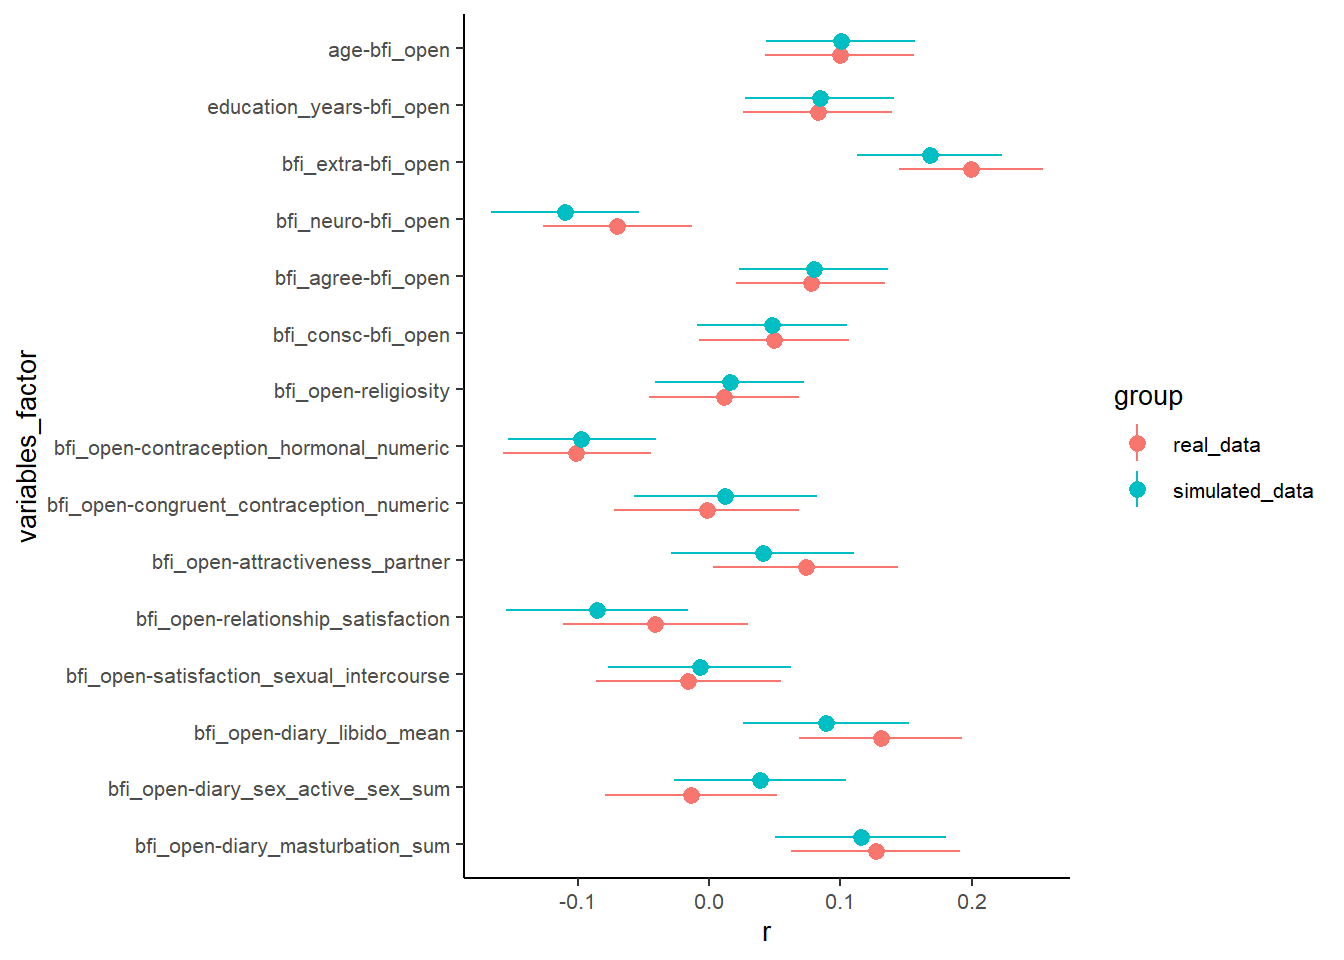 variables_factor
age-bfi_open
education_years-bfi_open
bfi_extra-bfi_open
bfi_neuro-bfi_open
bfi_agree-bfi_open
bfi_consc-bfi_open
bfi_open-religiosity
bfi_open-contraception_hormonal_numeric
bfi_open-congruent_contraception_numeric
bfi_open-attractiveness_partner
bfi_open-relationship_satisfaction
bfi_open-satisfaction_sexual_intercourse
bfi_open-diary_libido_mean
bfi_open-diary_sex_active_sex_sum
bfi_open-diary_masturbation_sum
-0.1 0.0 0.1 0.2
r
group
real_data
simulated_data